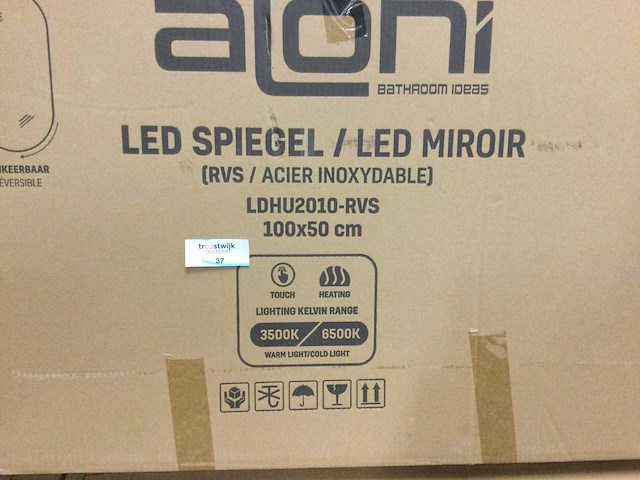 aloni
BATHROOM IDEAS
LED SPIEGEL / LED MIROIR
(RVS / ACIER INOXYDABLE)
KEERBAAR
ÉVERSIBLE
LDHU2010-RVS
100x50 cm
troostwijk
37
TOUCH HEATING
LIGHTING KELVIN RANGE
3500K / 6500K
WARM LIGHT/COLD LIGHT